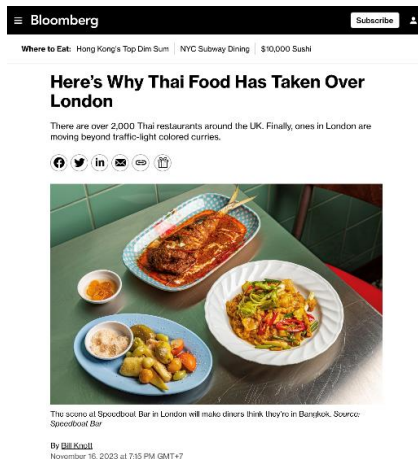 Bloomberg
Subscribe
Where to Eat: Hong Kong's Top Dim Sum NYC Subway Dining $10,000 Sushi
Here's Why Thai Food Has Taken Over
London
There are over 2,000 Thai restaurants around the UK. Finally, ones in London are
moving beyond traffic-light colored curries.
The scene at Speedboat Bar in London will make diners think they're in Bangkok. Source:
Speedboat Bar
By Bill Knott
November 16, 2023 at 7:15 PM GMT+7